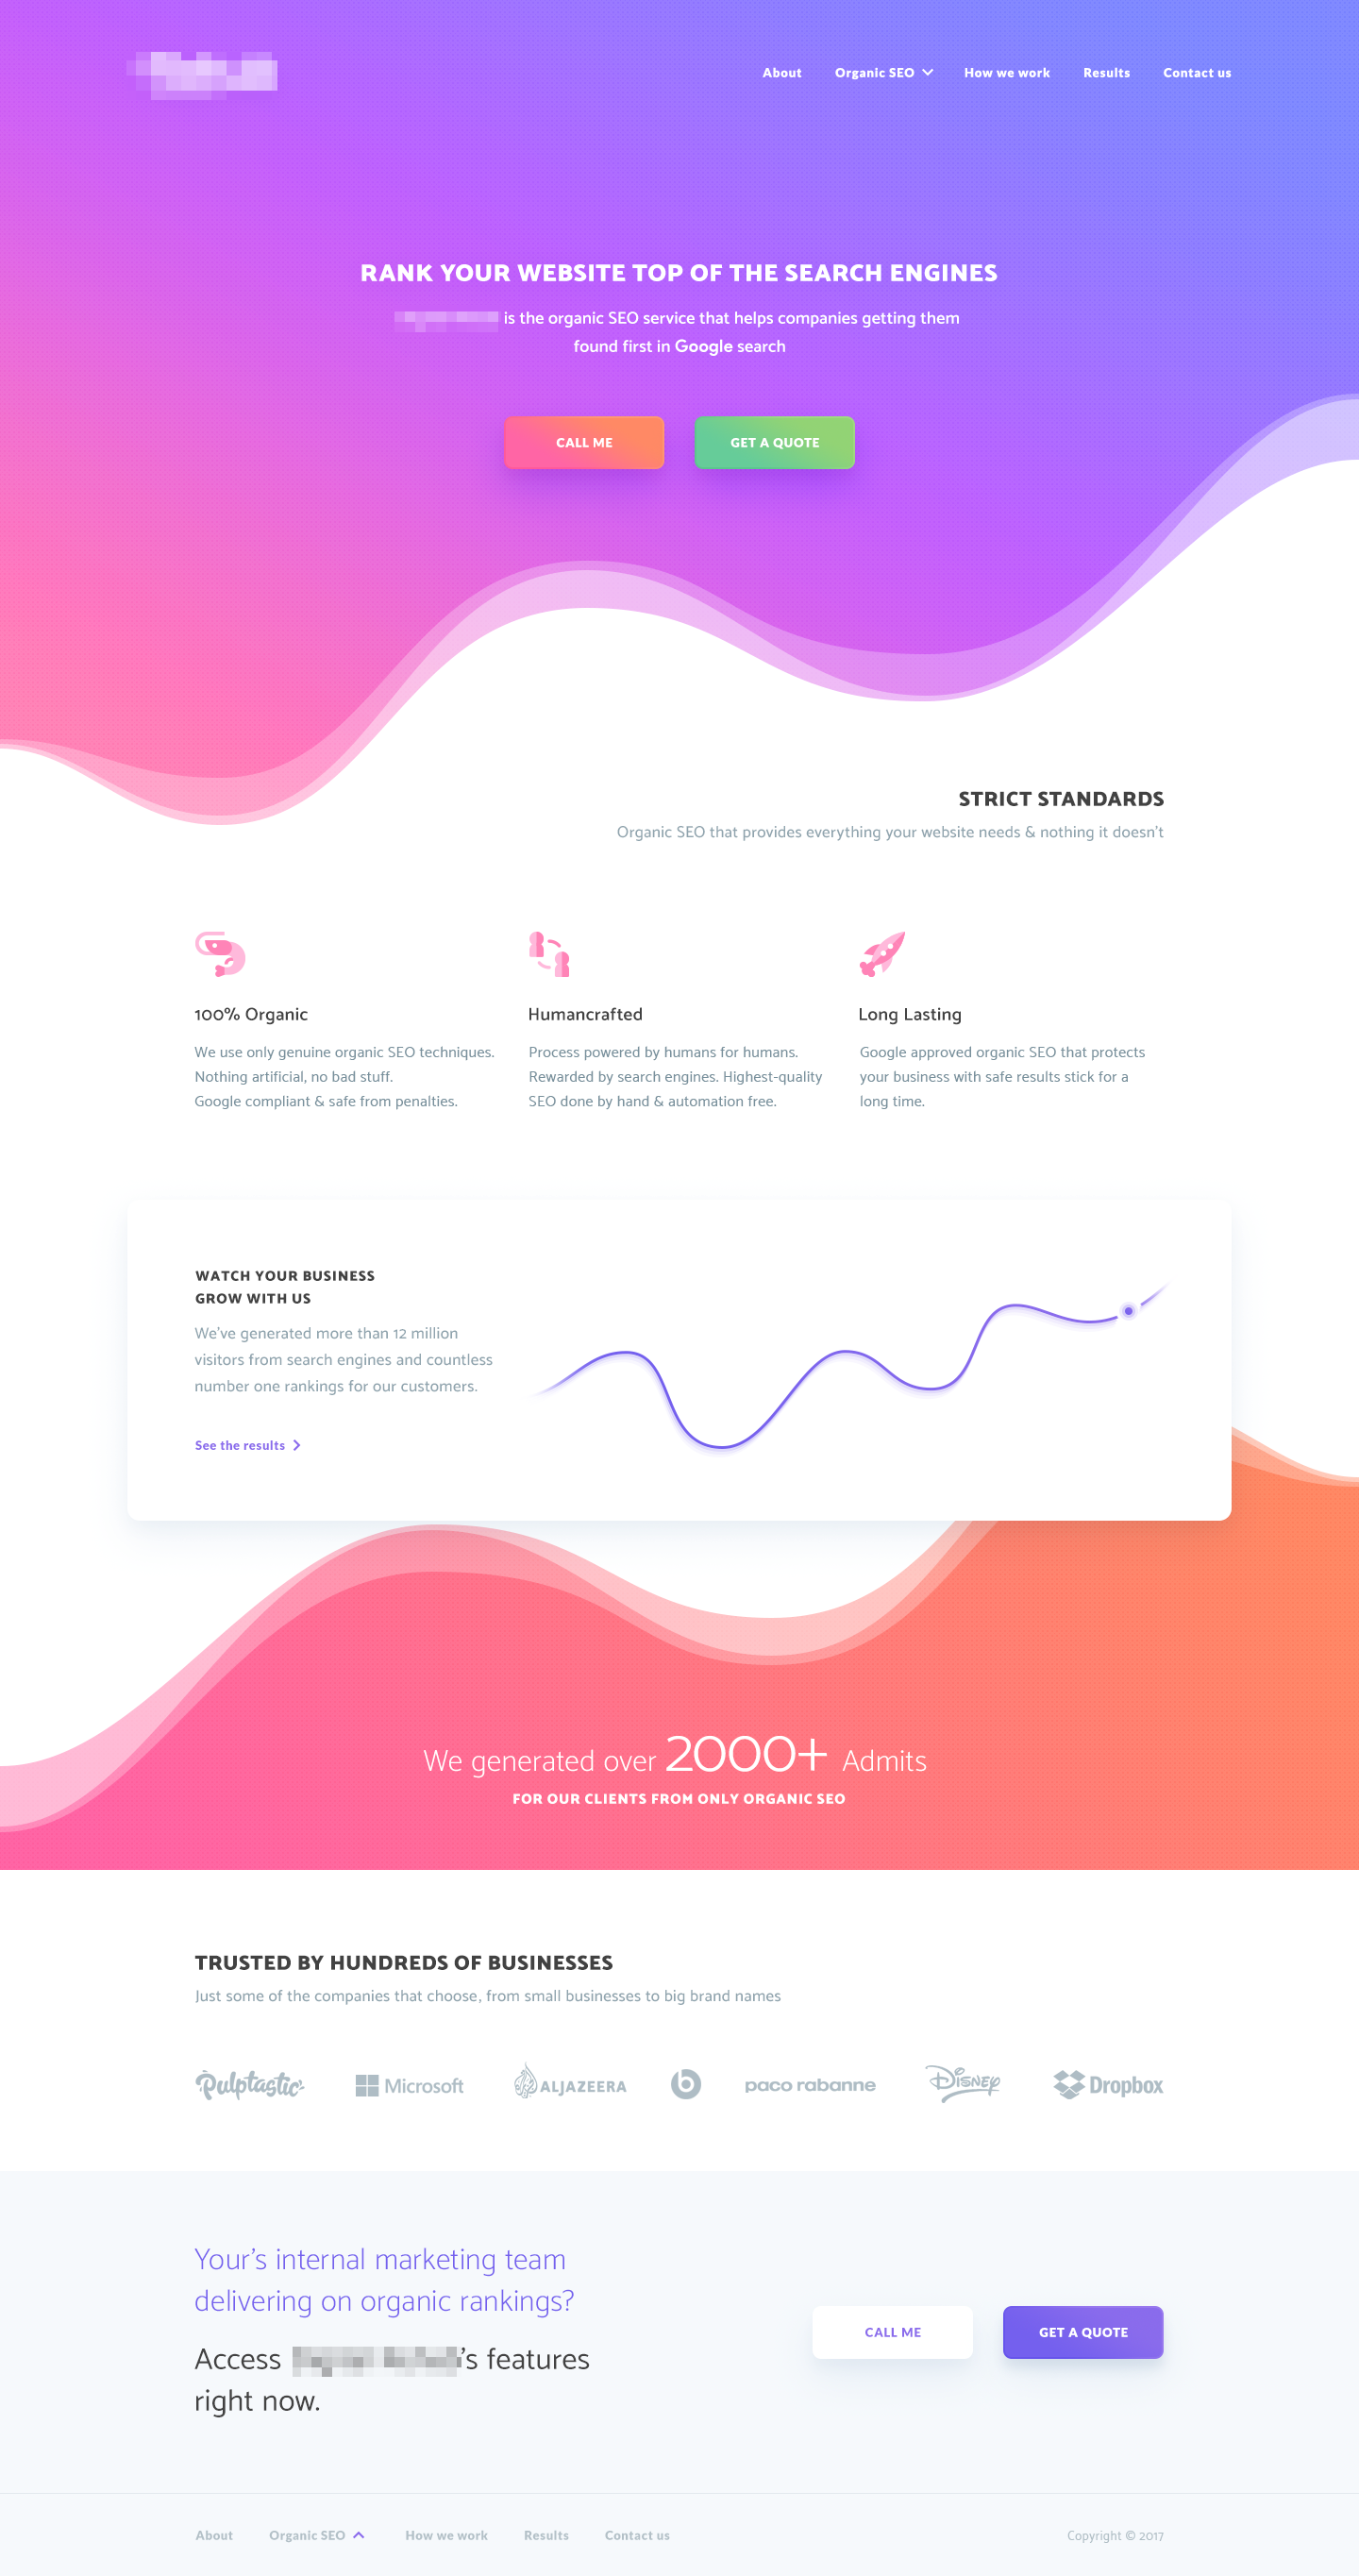 About Organic SEO How we work Results Contact us
RANK YOUR WEBSITE TOP OF THE SEARCH ENGINES
is the organic SEO service that helps companies getting them
found first in Google search
CALL ME GET A QUOTE
STRICT STANDARDS
Organic SEO that provides everything your website needs & nothing it doesn't
100% Organic
We use only genuine organic SEO techniques.
Nothing artificial, no bad stuff.
Google compliant & safe from penalties.
Humancrafted
Process powered by humans for humans.
Rewarded by search engines. Highest-quality
SEO done by hand & automation free.
Long Lasting
Google approved organic SEO that protects
your business with safe results stick for a
long time.
WATCH YOUR BUSINESS
GROW WITH US
We've generated more than 12 million
visitors from search engines and countless
number one rankings for our customers.
See the results
We generated over 2000+ Admits
FOR OUR CLIENTS FROM ONLY ORGANIC SEO
TRUSTED BY HUNDREDS OF BUSINESSES
Just some of the companies that choose, from small businesses to big brand names
Pulptastic Microsoft ALJAZEERA b paco rabanne Disney Dropbox
Your's internal marketing team
delivering on organic rankings?
Access 's features
right now.
CALL ME GET A QUOTE
About Organic SEO How we work Results Contact us Copyright © 2017